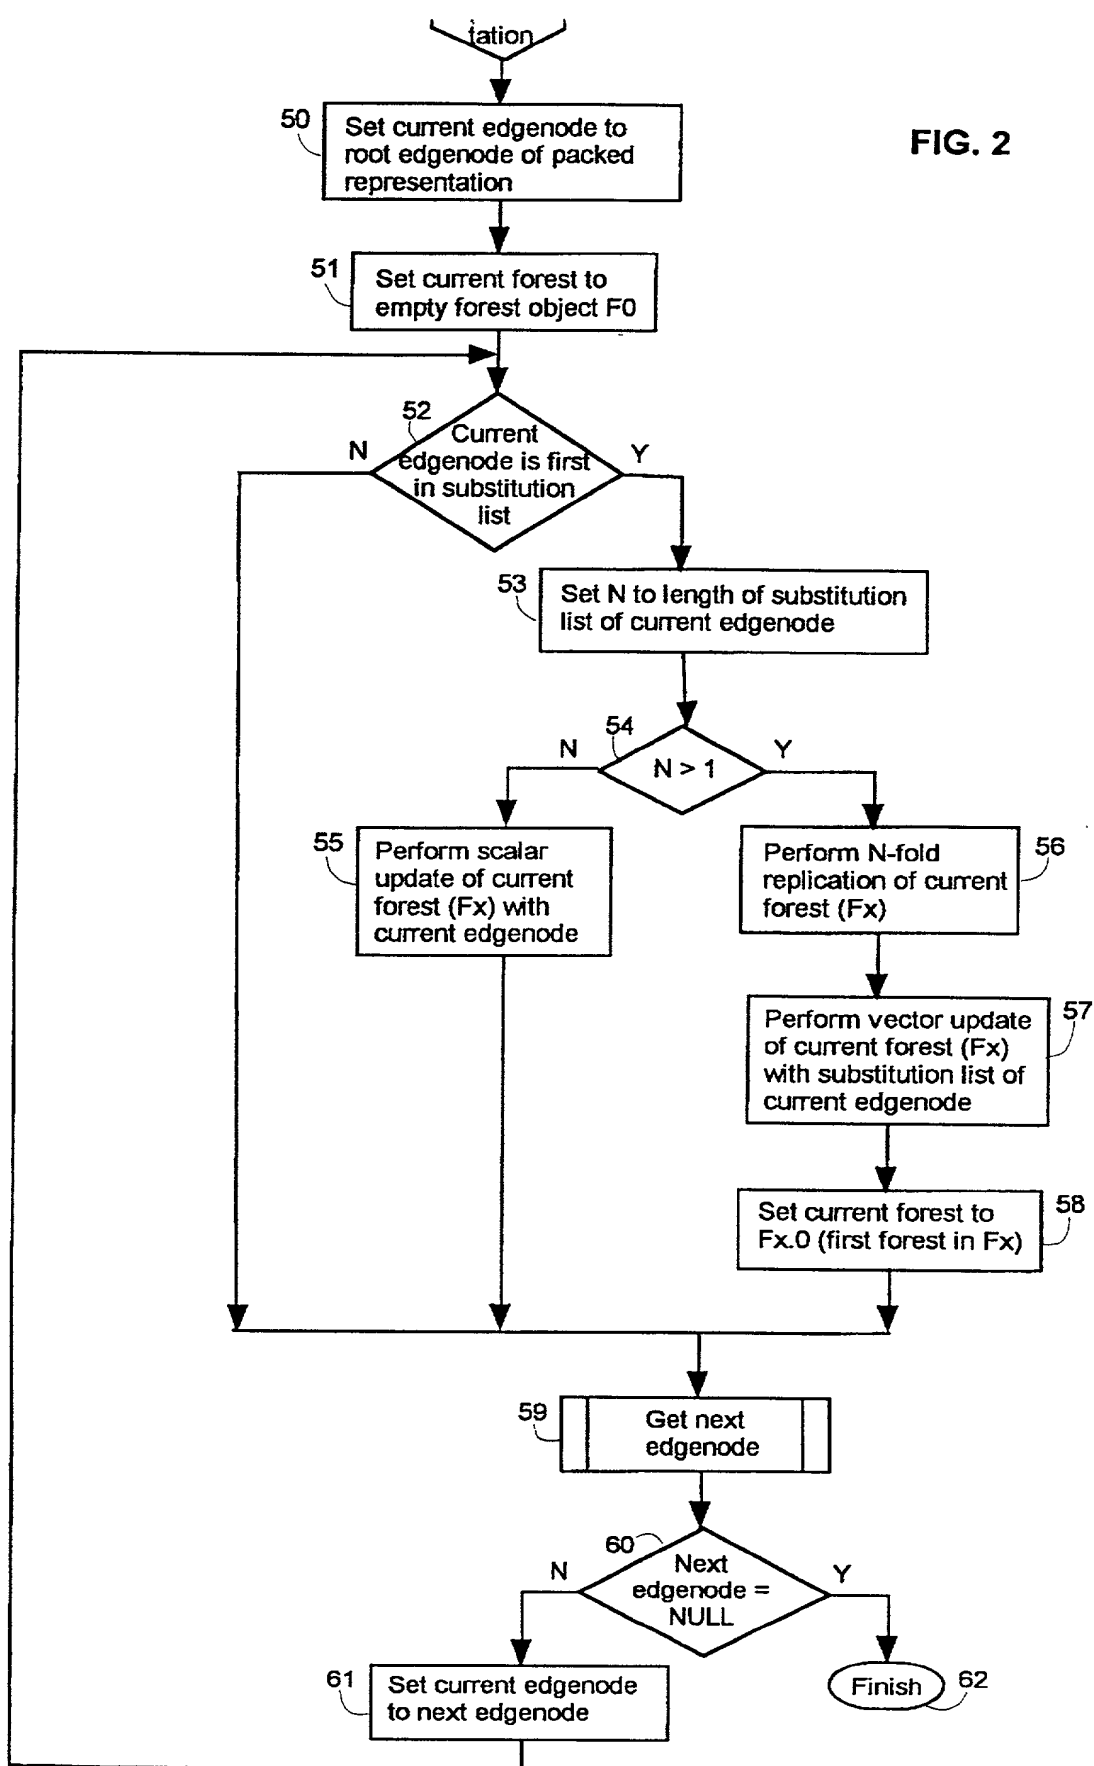 tation
FIG. 2
50
Set current edgenode to
root edgenode of packed
representation
51
Set current forest to
empty forest object F0
52
N
Y
Current
edgenode is first
in substitution
list
53
Set N to length of substitution
list of current edgenode
54
N
Y
N > 1
55
Perform scalar
update of current
forest (Fx) with
current edgenode
56
Perform N-fold
replication of current
forest (Fx)
57
Perform vector update
of current forest (Fx)
with substitution list of
current edgenode
58
Set current forest to
Fx.0 (first forest in Fx)
59
Get next
edgenode
60
N
Y
Next
edgenode =
NULL
61
Set current edgenode
to next edgenode
Finish
62